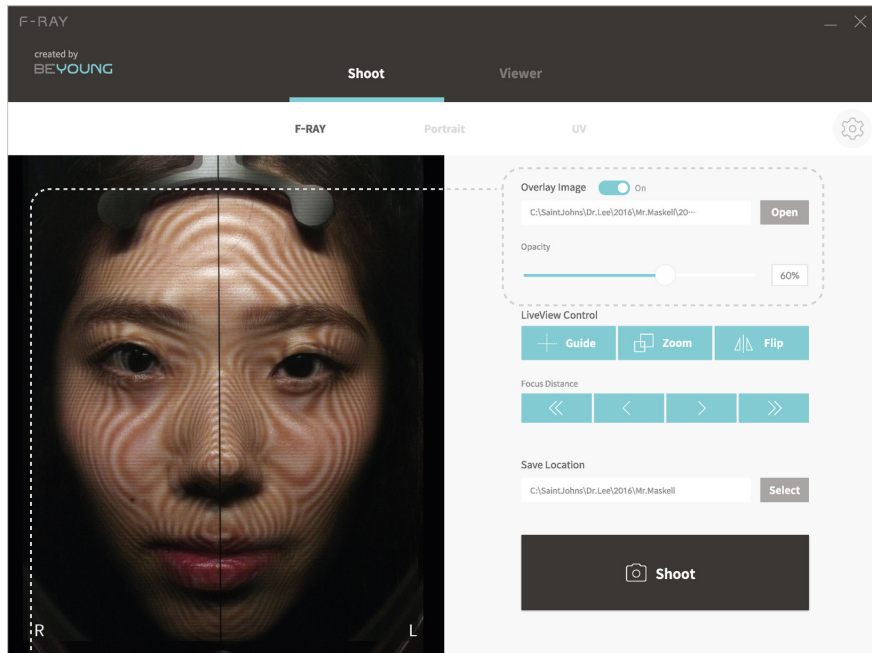 F-RAY
created by
BEYOUNG
Shoot
Viewer
F-RAY
Portrait
UV
Overlay Image On
C:\SaintJohns\Dr.Lee\2016\Mr.Maskell\20⋯
Open
Opacity
60%
LiveView Control
Guide
Zoom
Flip
Focus Distance
Save Location
C:\SaintJohns\Dr.Lee\2016\Mr.Maskell
Select
Shoot
R
L